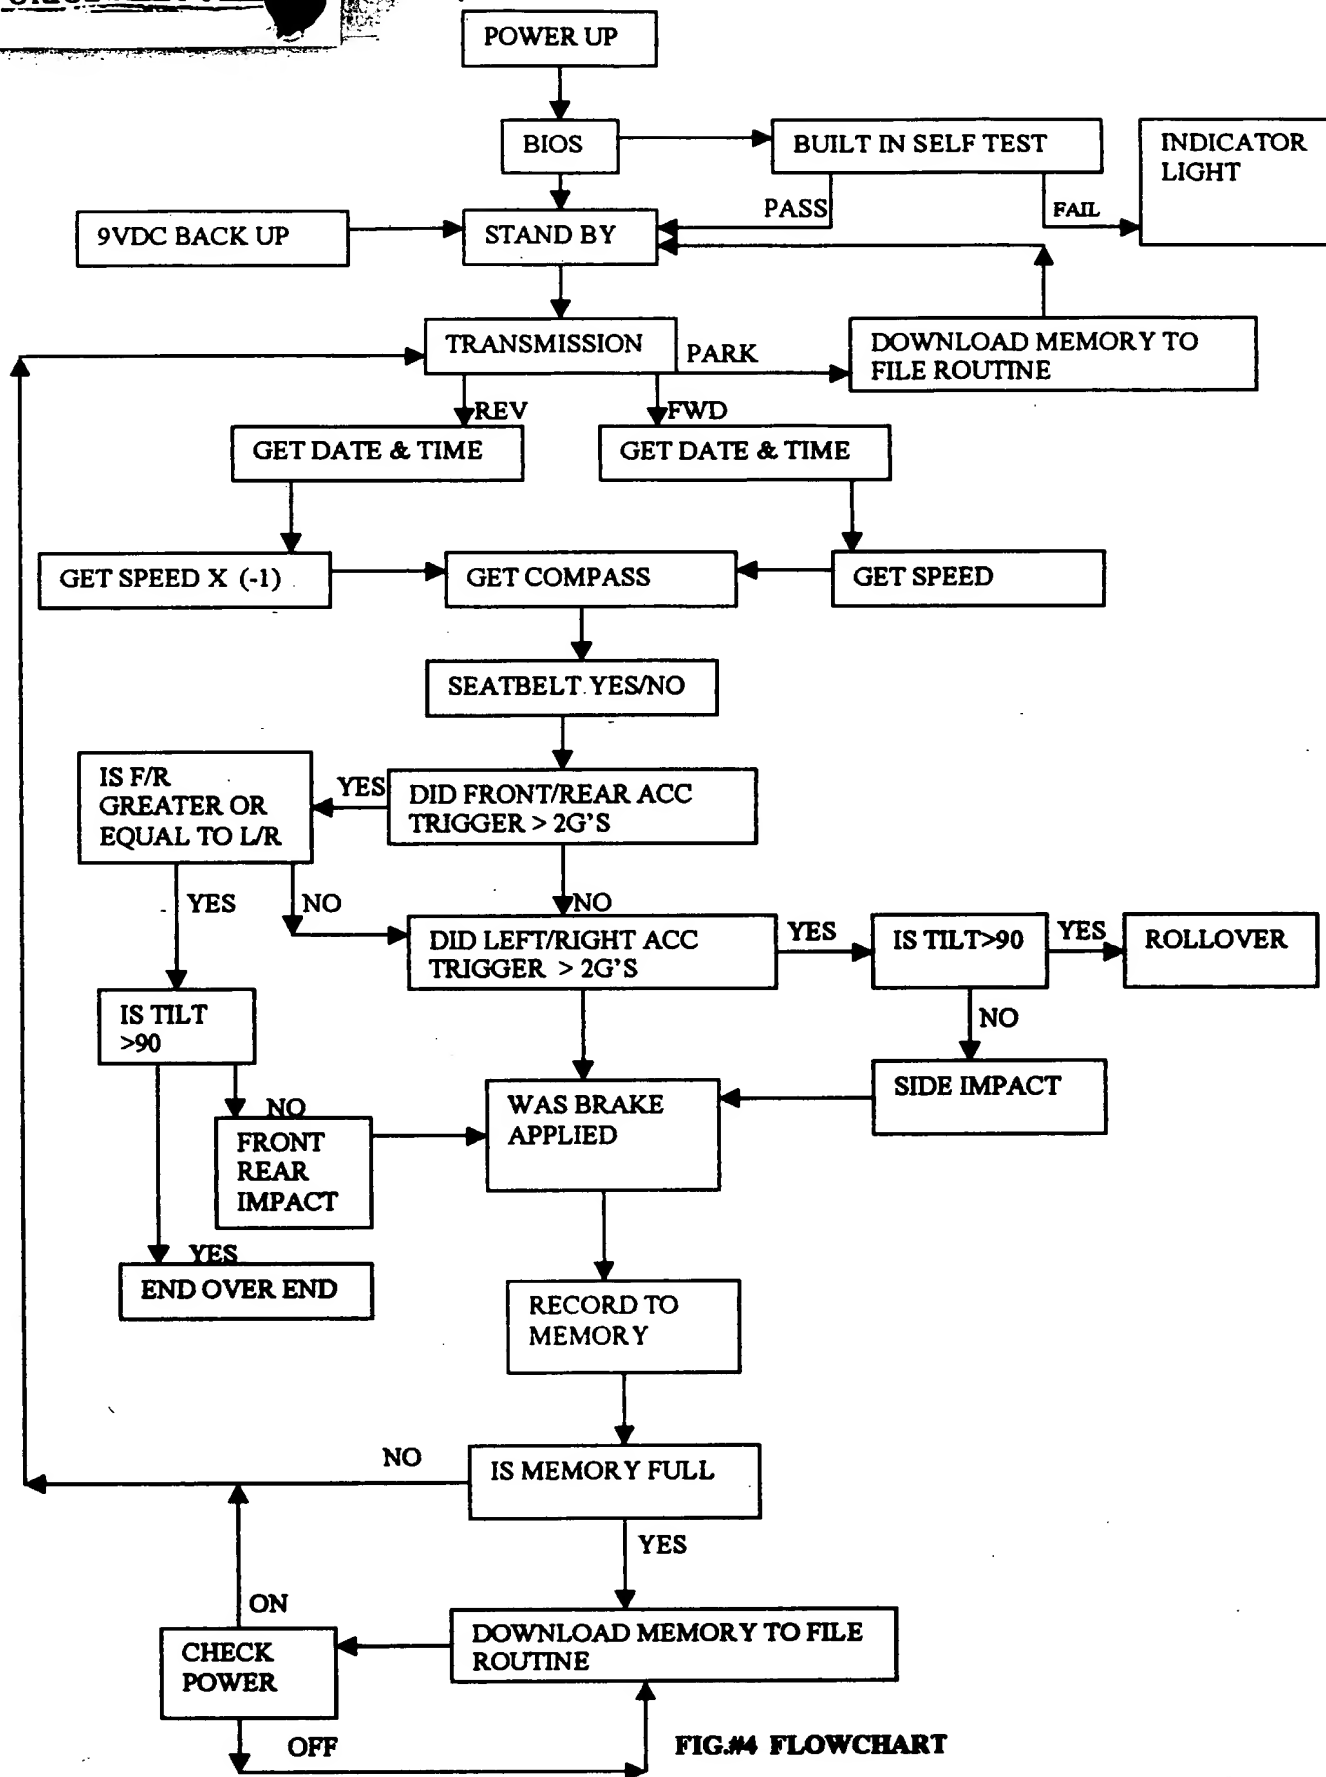 POWER UP
BIOS
BUILT IN SELF TEST
INDICATOR
LIGHT
PASS
FAIL
9VDC BACK UP
STAND BY
TRANSMISSION
PARK
DOWNLOAD MEMORY TO
FILE ROUTINE
REV
FWD
GET DATE & TIME
GET DATE & TIME
GET SPEED X (-1)
GET COMPASS
GET SPEED
SEATBELT YES/NO
IS F/R
GREATER OR
EQUAL TO L/R
YES
DID FRONT/REAR ACC
TRIGGER > 2G'S
YES
NO
NO
DID LEFT/RIGHT ACC
TRIGGER > 2G'S
YES
IS TILT>90
YES
ROLLOVER
IS TILT
>90
NO
SIDE IMPACT
WAS BRAKE
APPLIED
NO
FRONT
REAR
IMPACT
YES
END OVER END
RECORD TO
MEMORY
NO
IS MEMORY FULL
YES
ON
CHECK
POWER
DOWNLOAD MEMORY TO FILE
ROUTINE
OFF
FIG.#4 FLOWCHART